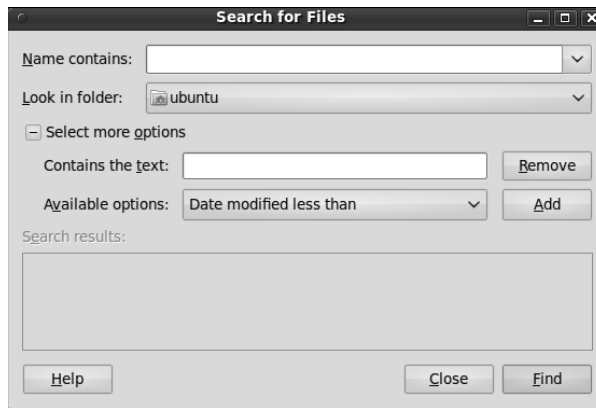 Search for Files
Name contains:
Look in folder: ubuntu
Select more options
Contains the text: Remove
Available options: Date modified less than Add
Search results:
Help Close Find